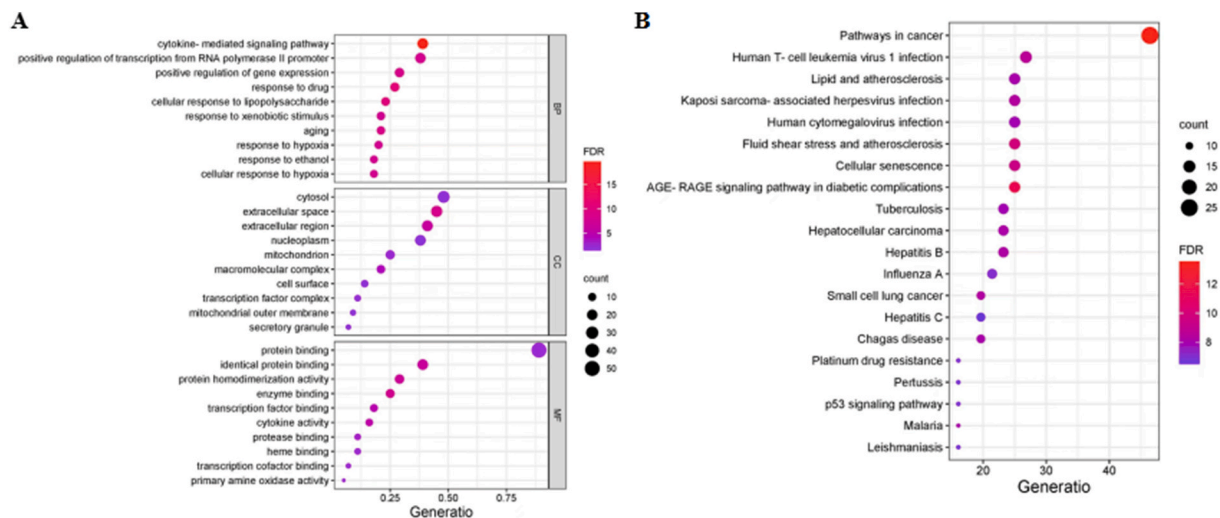 A
cytokine- mediated signaling pathway
positive regulation of transcription from RNA polymerase II promoter
positive regulation of gene expression
response to drug
cellular response to lipopolysaccharide
response to xenobiotic stimulus
aging
response to hypoxia
response to ethanol
cellular response to hypoxia
BP
cytosol
extracellular space
extracellular region
nucleoplasm
mitochondrion
macromolecular complex
cell surface
transcription factor complex
mitochondrial outer membrane
secretory granule
CC
protein binding
identical protein binding
protein homodimerization activity
enzyme binding
transcription factor binding
cytokine activity
protease binding
heme binding
transcription cofactor binding
primary amine oxidase activity
MF
0.25 0.50 0.75
Generatio
FDR
15
10
5
count
10
20
30
40
50
B
Pathways in cancer
Human T- cell leukemia virus 1 infection
Lipid and atherosclerosis
Kaposi sarcoma- associated herpesvirus infection
Human cytomegalovirus infection
Fluid shear stress and atherosclerosis
Cellular senescence
AGE- RAGE signaling pathway in diabetic complications
Tuberculosis
Hepatocellular carcinoma
Hepatitis B
Influenza A
Small cell lung cancer
Hepatitis C
Chagas disease
Platinum drug resistance
Pertussis
p53 signaling pathway
Malaria
Leishmaniasis
20 30 40
Generatio
count
10
15
20
25
FDR
12
10
8